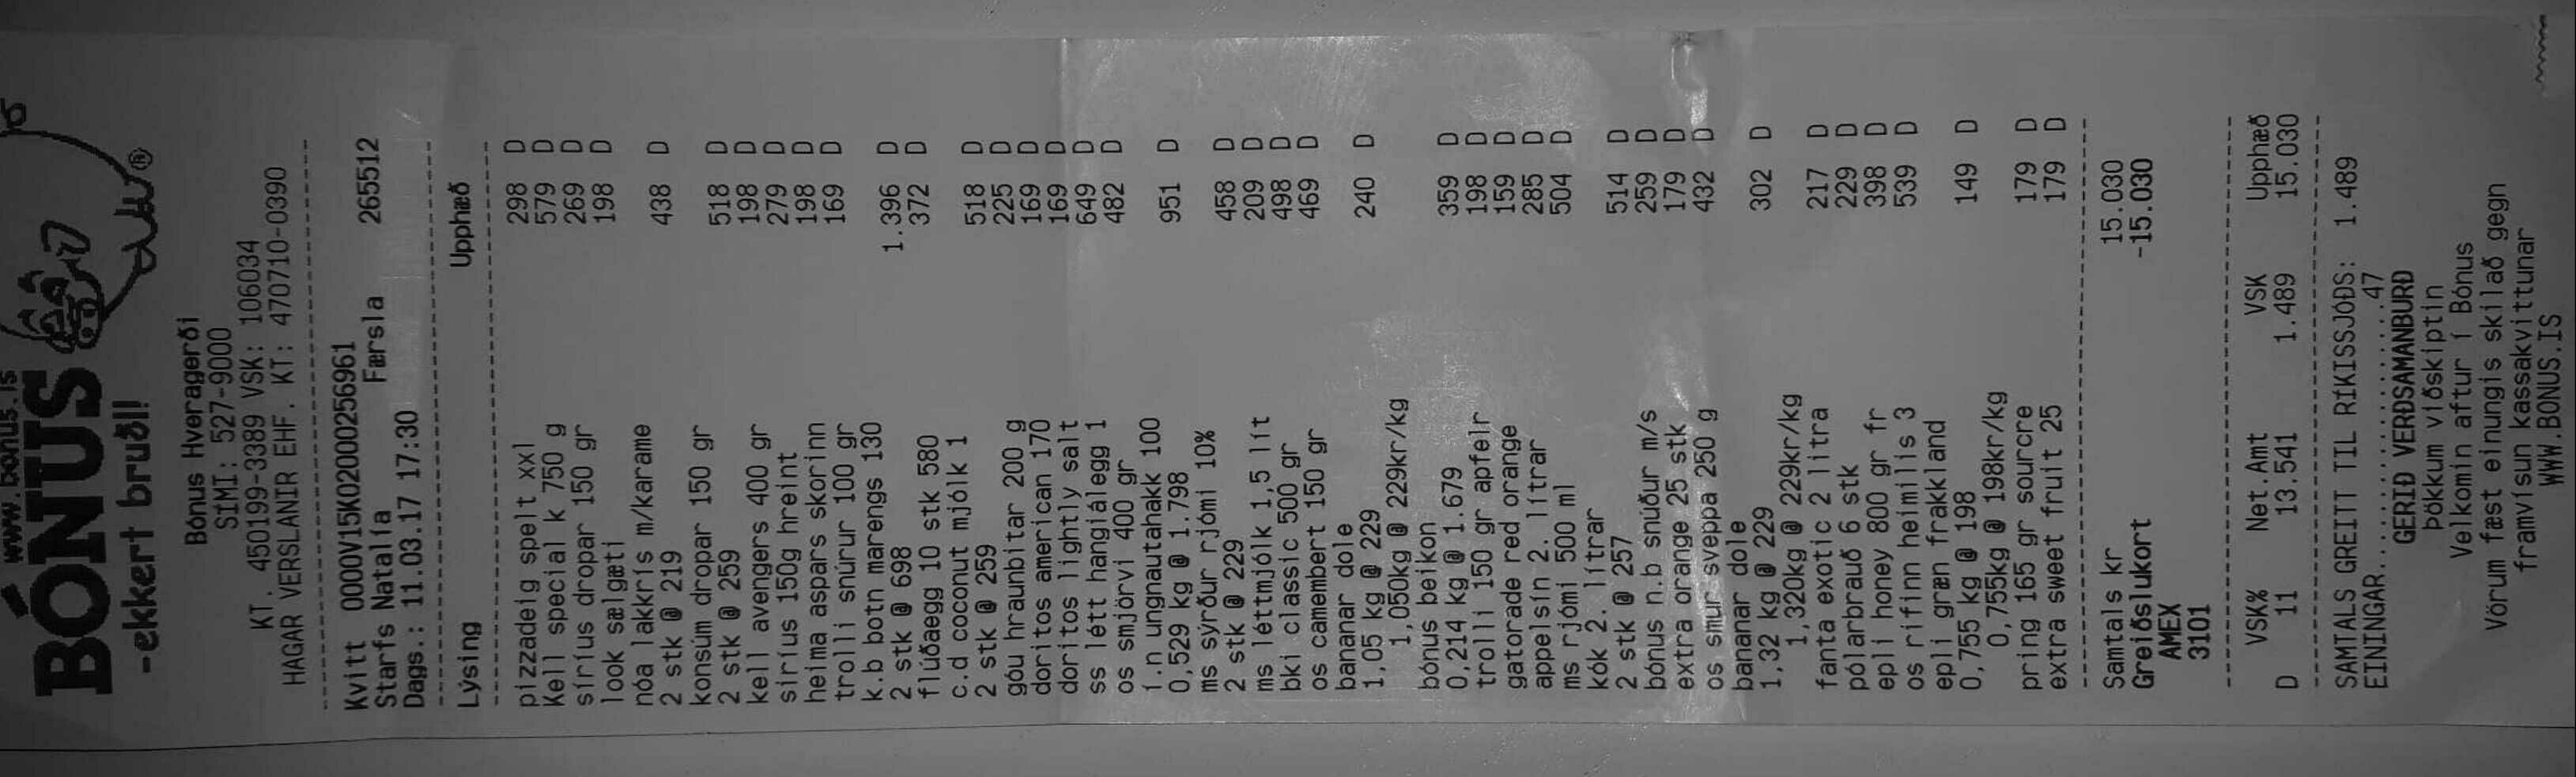 www.bonus.is
BÓNUS
-ekkert bruðl!
®
Bónus Hveragerði
SIMI: 527-9000
KT. 450199-3389 VSK: 106034
HAGAR VERSLANIR EHF. KT: 470710-0390
Kvitt 0000V15K02000256961
Starfs Natalía Færsla 265512
Dags.: 11.03.17 17:30
Lýsing Upphæð
pizzadeig spelt xxl 298 D
Kell special k 750 g 579 D
síríus dropar 150 gr 269 D
look sælgæti 198 D
nóa lakkrís m/karame
2 stk @ 219 438 D
konsúm dropar 150 gr
2 stk @ 259 518 D
kell avengers 400 gr 198 D
síríus 150g hreint 279 D
heima aspars skorinn 198 D
trolli snúrur 100 gr 169 D
k.b botn marengs 130
2 stk @ 698 1.396 D
flúðaegg 10 stk 580 372 D
c.d coconut mjólk 1
2 stk @ 259 518 D
góu hraunbitar 200 g 225 D
doritos american 170 169 D
doritos lightly salt 169 D
ss létt hangiálegg 1 649 D
os smjörvi 400 gr 482 D
í.n ungnautahakk 100
0,529 kg @ 1.798 951 D
ms sýrður rjómi 10%
2 stk @ 229 458 D
ms léttmjólk 1,5 lít 209 D
bki classic 500 gr 498 D
os camembert 150 gr 469 D
bananar dole
1,05 kg @ 229 240 D
1,050kg @ 229kr/kg
bónus beikon
0,214 kg @ 1.679 359 D
trolli 150 gr apfelr 198 D
gatorade red orange 159 D
appelsín 2. lítrar 285 D
ms rjómi 500 ml 504 D
kók 2. lítrar
2 stk @ 257 514 D
bónus n.b snúður m/s 259 D
extra orange 25 stk 179 D
os smur sveppa 250 g 432 D
bananar dole
1,32 kg @ 229 302 D
1,320kg @ 229kr/kg
fanta exotic 2 lítra 217 D
pólarbrauð 6 stk 229 D
epli honey 800 gr fr 398 D
os rifinn heimilis 3 539 D
epli græn frakkland
0,755 kg @ 198 149 D
0,755kg @ 198kr/kg
pring 165 gr sourcre 179 D
extra sweet fruit 25 179 D
Samtals kr 15.030
Greiðslukort -15.030
AMEX
3101
VSK% Net.Amt VSK Upphæð
D 11 13.541 1.489 15.030
SAMTALS GREITT TIL RIKISSJÓÐS: 1.489
EININGAR......................47
GERIÐ VERÐSAMANBURÐ
Þökkum viðskiptin
Velkomin aftur í Bónus
Vörum fæst einungis skilað gegn
framvísun kassakvittunar
WWW.BONUS.IS